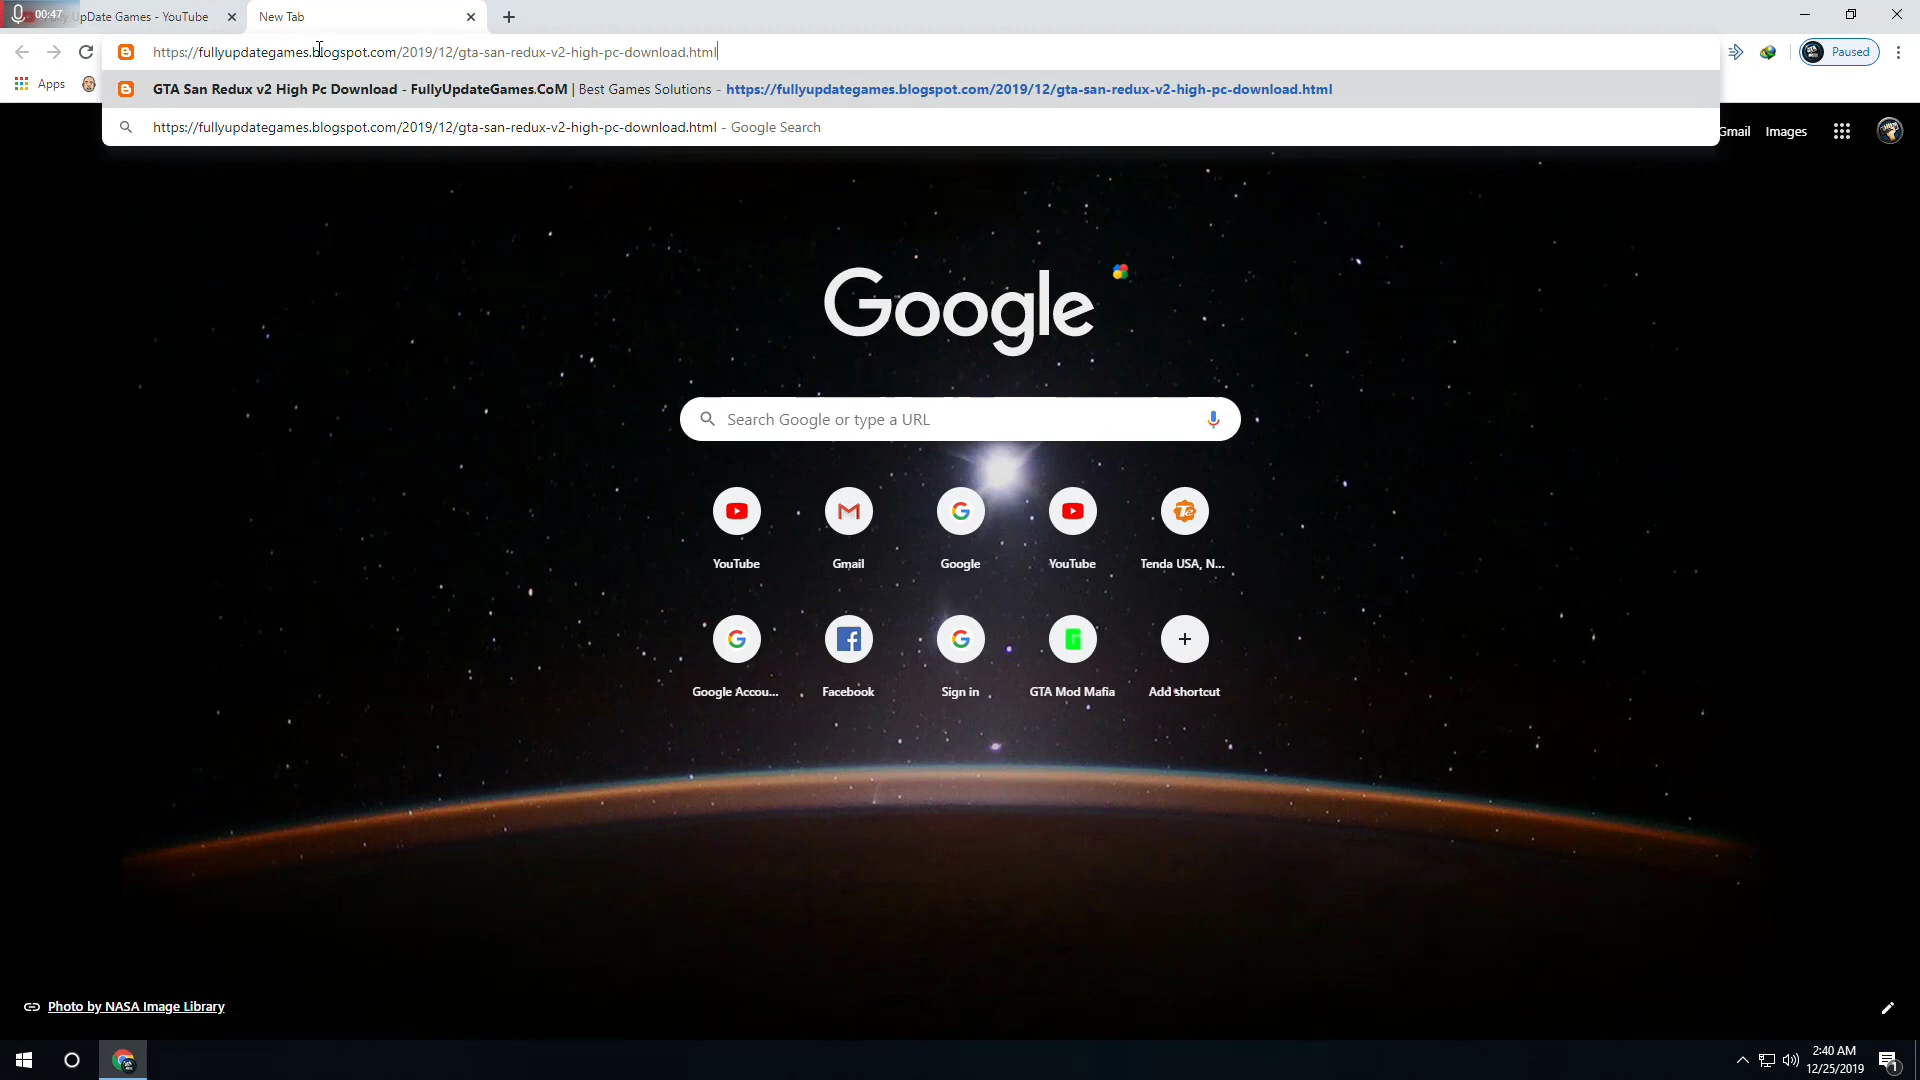 00:47
UpDate Games - YouTube
New Tab
https://fullyupdategames.blogspot.com/2019/12/gta-san-redux-v2-high-pc-download.html
Paused
Apps
GTA San Redux v2 High Pc Download - FullyUpdateGames.CoM | Best Games Solutions - https://fullyupdategames.blogspot.com/2019/12/gta-san-redux-v2-high-pc-download.html
https://fullyupdategames.blogspot.com/2019/12/gta-san-redux-v2-high-pc-download.html - Google Search
Gmail Images
Google
Search Google or type a URL
YouTube Gmail Google YouTube Tenda USA, N...
Google Accou... Facebook Sign in GTA Mod Mafia Add shortcut
Photo by NASA Image Library
2:40 AM
12/25/2019
1